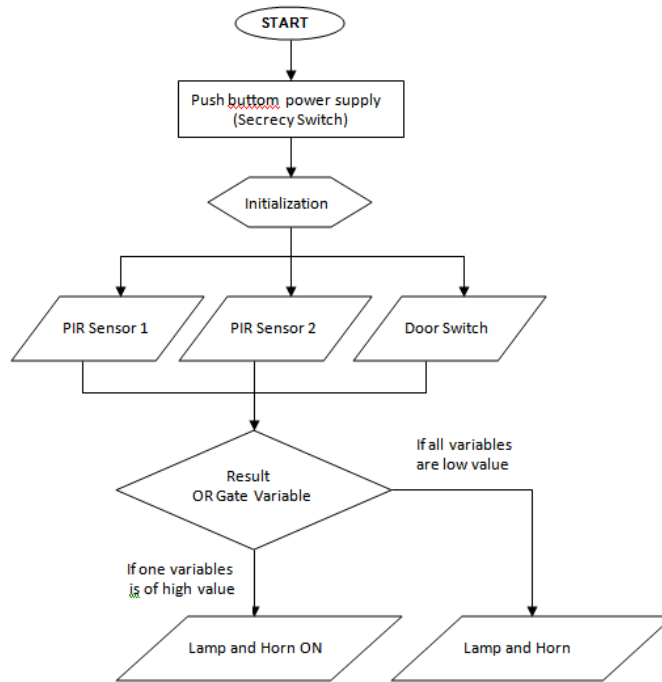 START
Push buttom power supply
(Secrecy Switch)
Initialization
PIR Sensor 1
PIR Sensor 2
Door Switch
If all variables
are low value
Result
OR Gate Variable
If one variables
is of high value
Lamp and Horn ON
Lamp and Horn